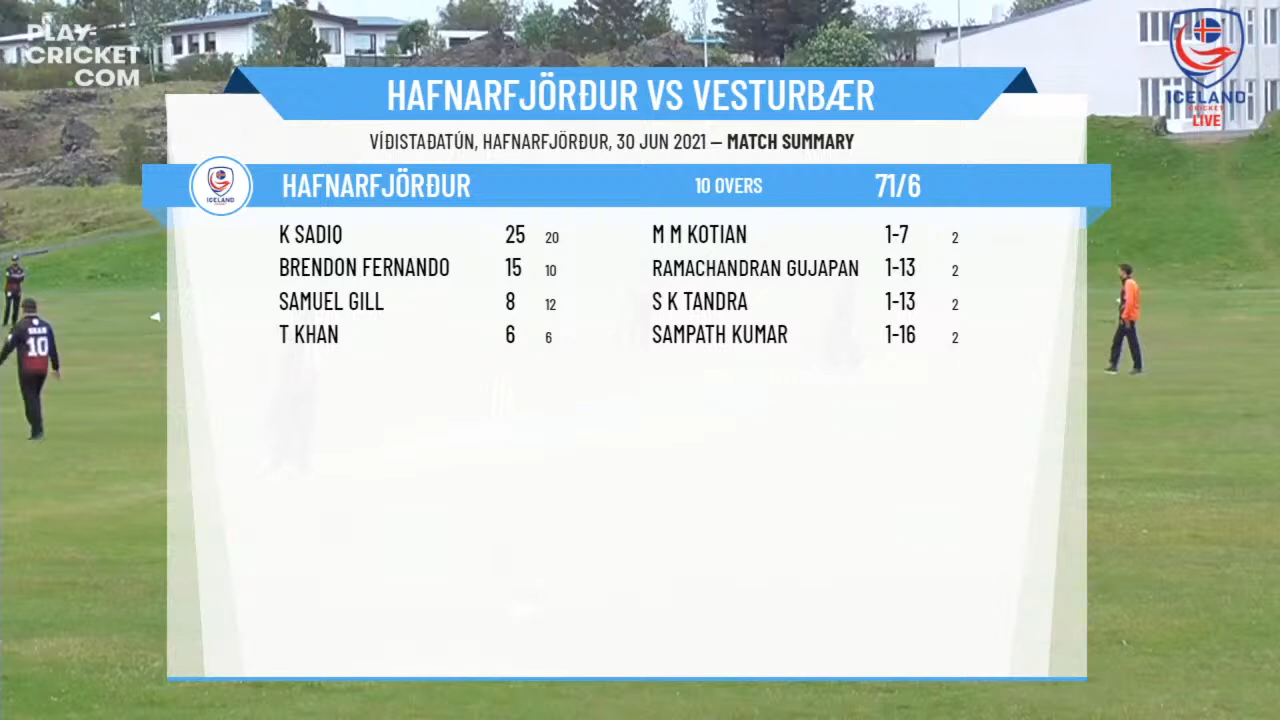 PLAY-
CRICKET
.COM
ICELAND
CRICKET
LIVE
HAFNARFJÖRÐUR VS VESTURBÆR
VÍÐISTAÐATÚN, HAFNARFJÖRÐUR, 30 JUN 2021 – MATCH SUMMARY
ICELAND
HAFNARFJÖRÐUR 10 OVERS 71/6
K SADIQ 25 20 M M KOTIAN 1-7 2
BRENDON FERNANDO 15 10 RAMACHANDRAN GUJAPAN 1-13 2
SAMUEL GILL 8 12 S K TANDRA 1-13 2
T KHAN 6 6 SAMPATH KUMAR 1-16 2
10